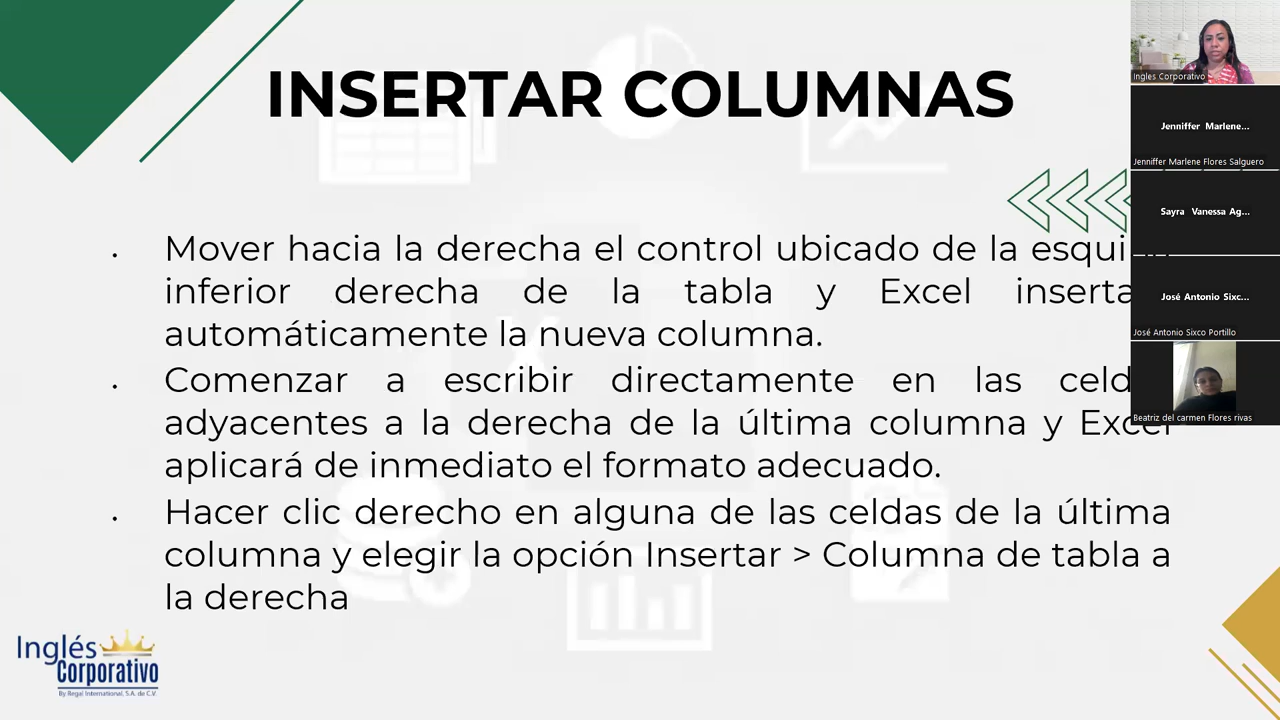 INSERTAR COLUMNAS
Mover hacia la derecha el control ubicado de la
inferior derecha de la tabla y Excel
automáticamente la nueva columna.
Comenzar a escribir directamente en las
adyacentes a la derecha de la última columna y Excel
aplicará de inmediato el formato adecuado.
Hacer clic derecho en alguna de las celdas de la última
columna y elegir la opción Insertar > Columna de tabla a
la derecha
Inglés
Corporativo
By Regal International, S.A. de C.V.
Ingles Corporativo
Jenniffer Marlene...
Jenniffer Marlene Flores Salguero
Sayra Vanessa Ag...
José Antonio Sixc...
José Antonio Sixco Portillo
Beatriz del carmen Flores rivas